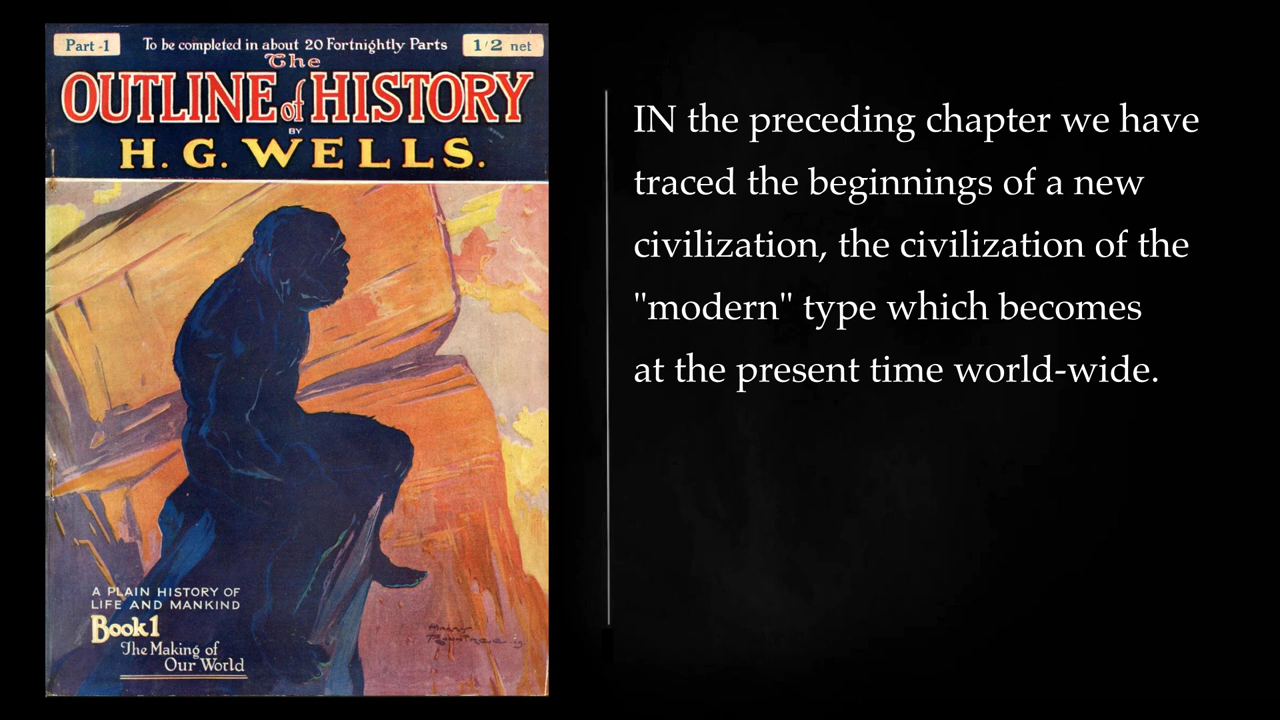 Part -1
To be completed in about 20 Fortnightly Parts
1/2 net
The
OUTLINE of HISTORY
BY
H. G. WELLS.
A PLAIN HISTORY OF
LIFE AND MANKIND
Book 1
The Making of
Our World
IN the preceding chapter we have
traced the beginnings of a new
civilization, the civilization of the
"modern" type which becomes
at the present time world-wide.